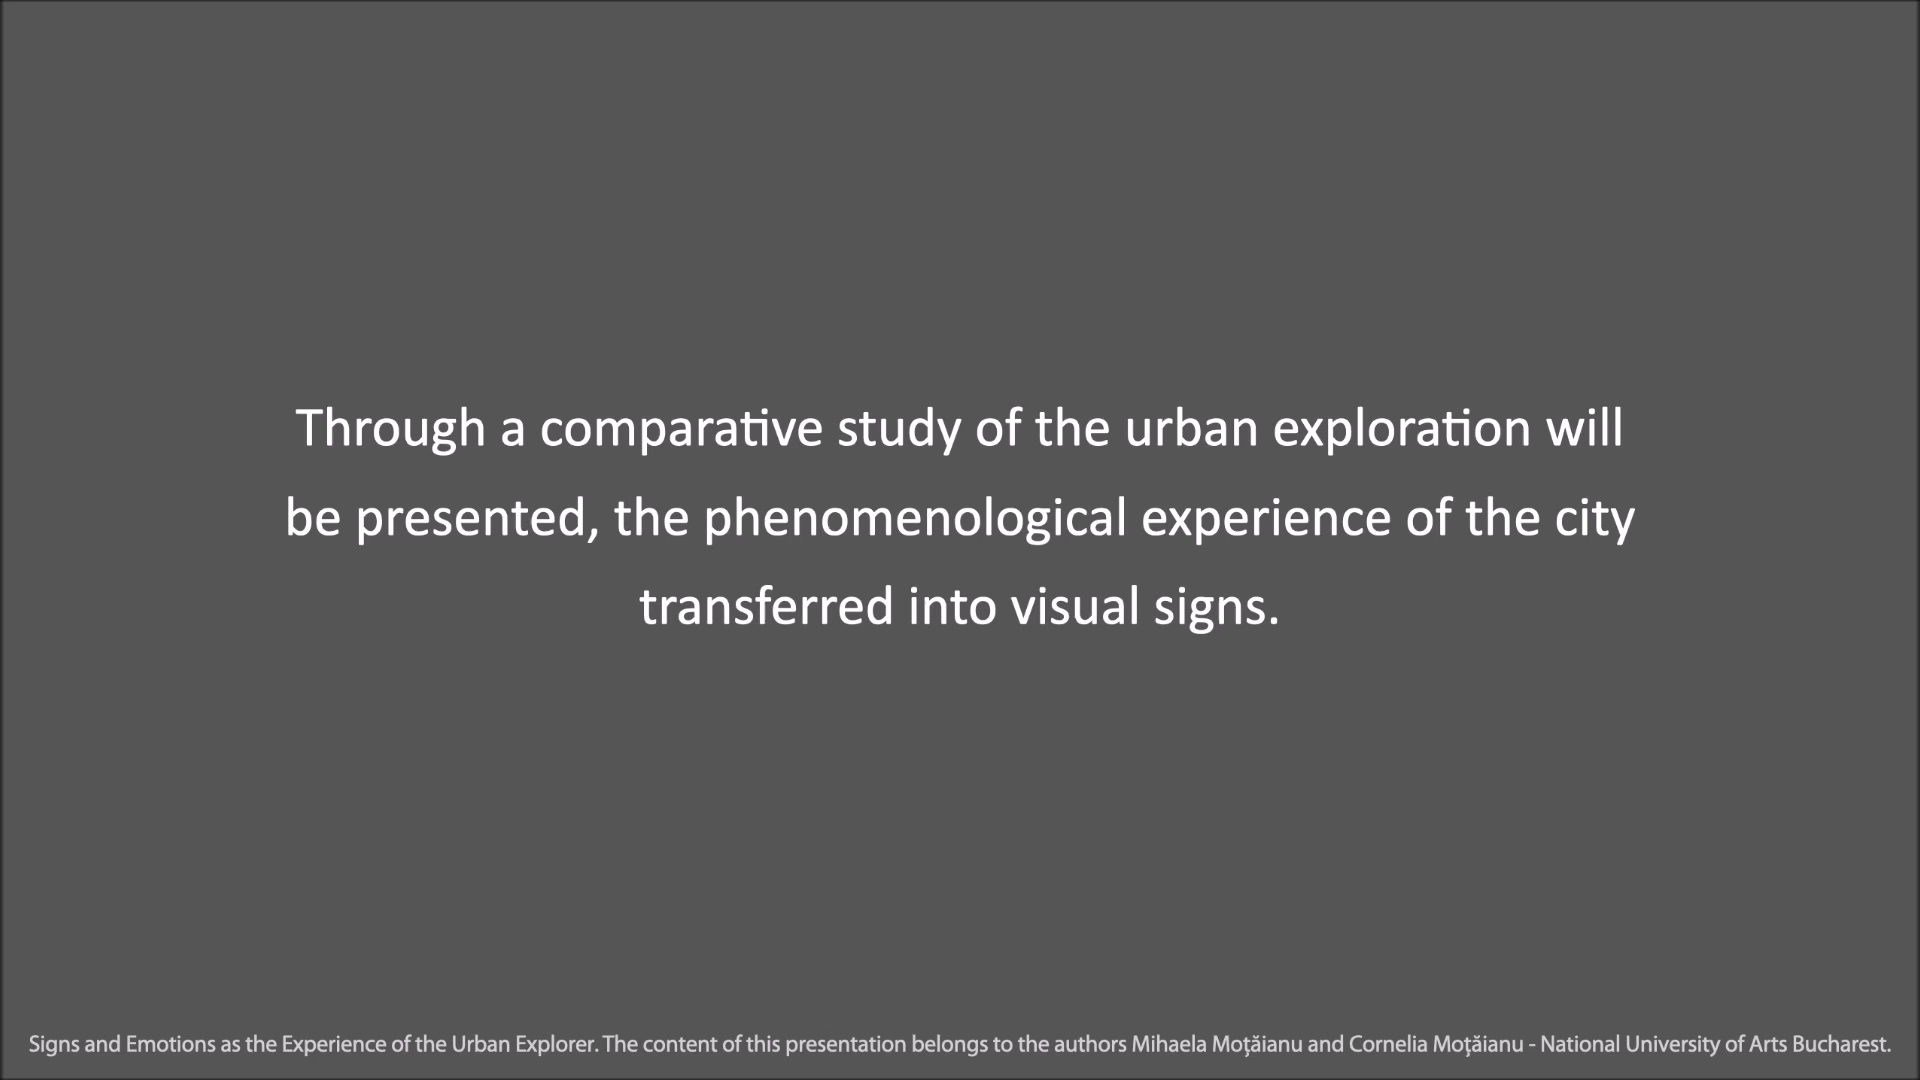 Through a comparative study of the urban exploration will
be presented, the phenomenological experience of the city
transferred into visual signs.
Signs and Emotions as the Experience of the Urban Explorer. The content of this presentation belongs to the authors Mihaela Moţăianu and Cornelia Moţăianu - National University of Arts Bucharest.